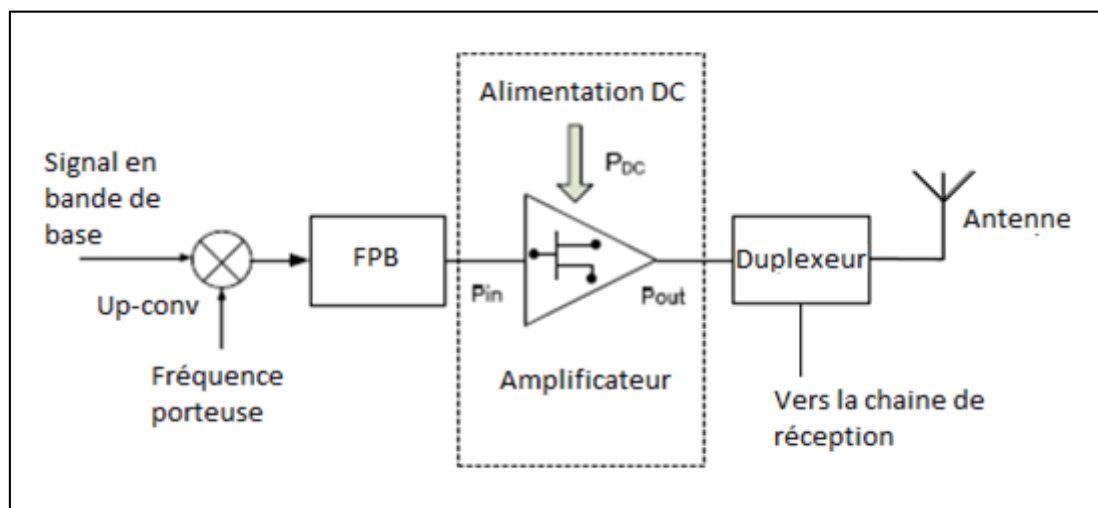 Alimentation DC
P_DC
Signal en
bande de
base
Up-conv
Fréquence
porteuse
FPB
Pin
Pout
Amplificateur
Duplexeur
Antenne
Vers la chaine de
réception